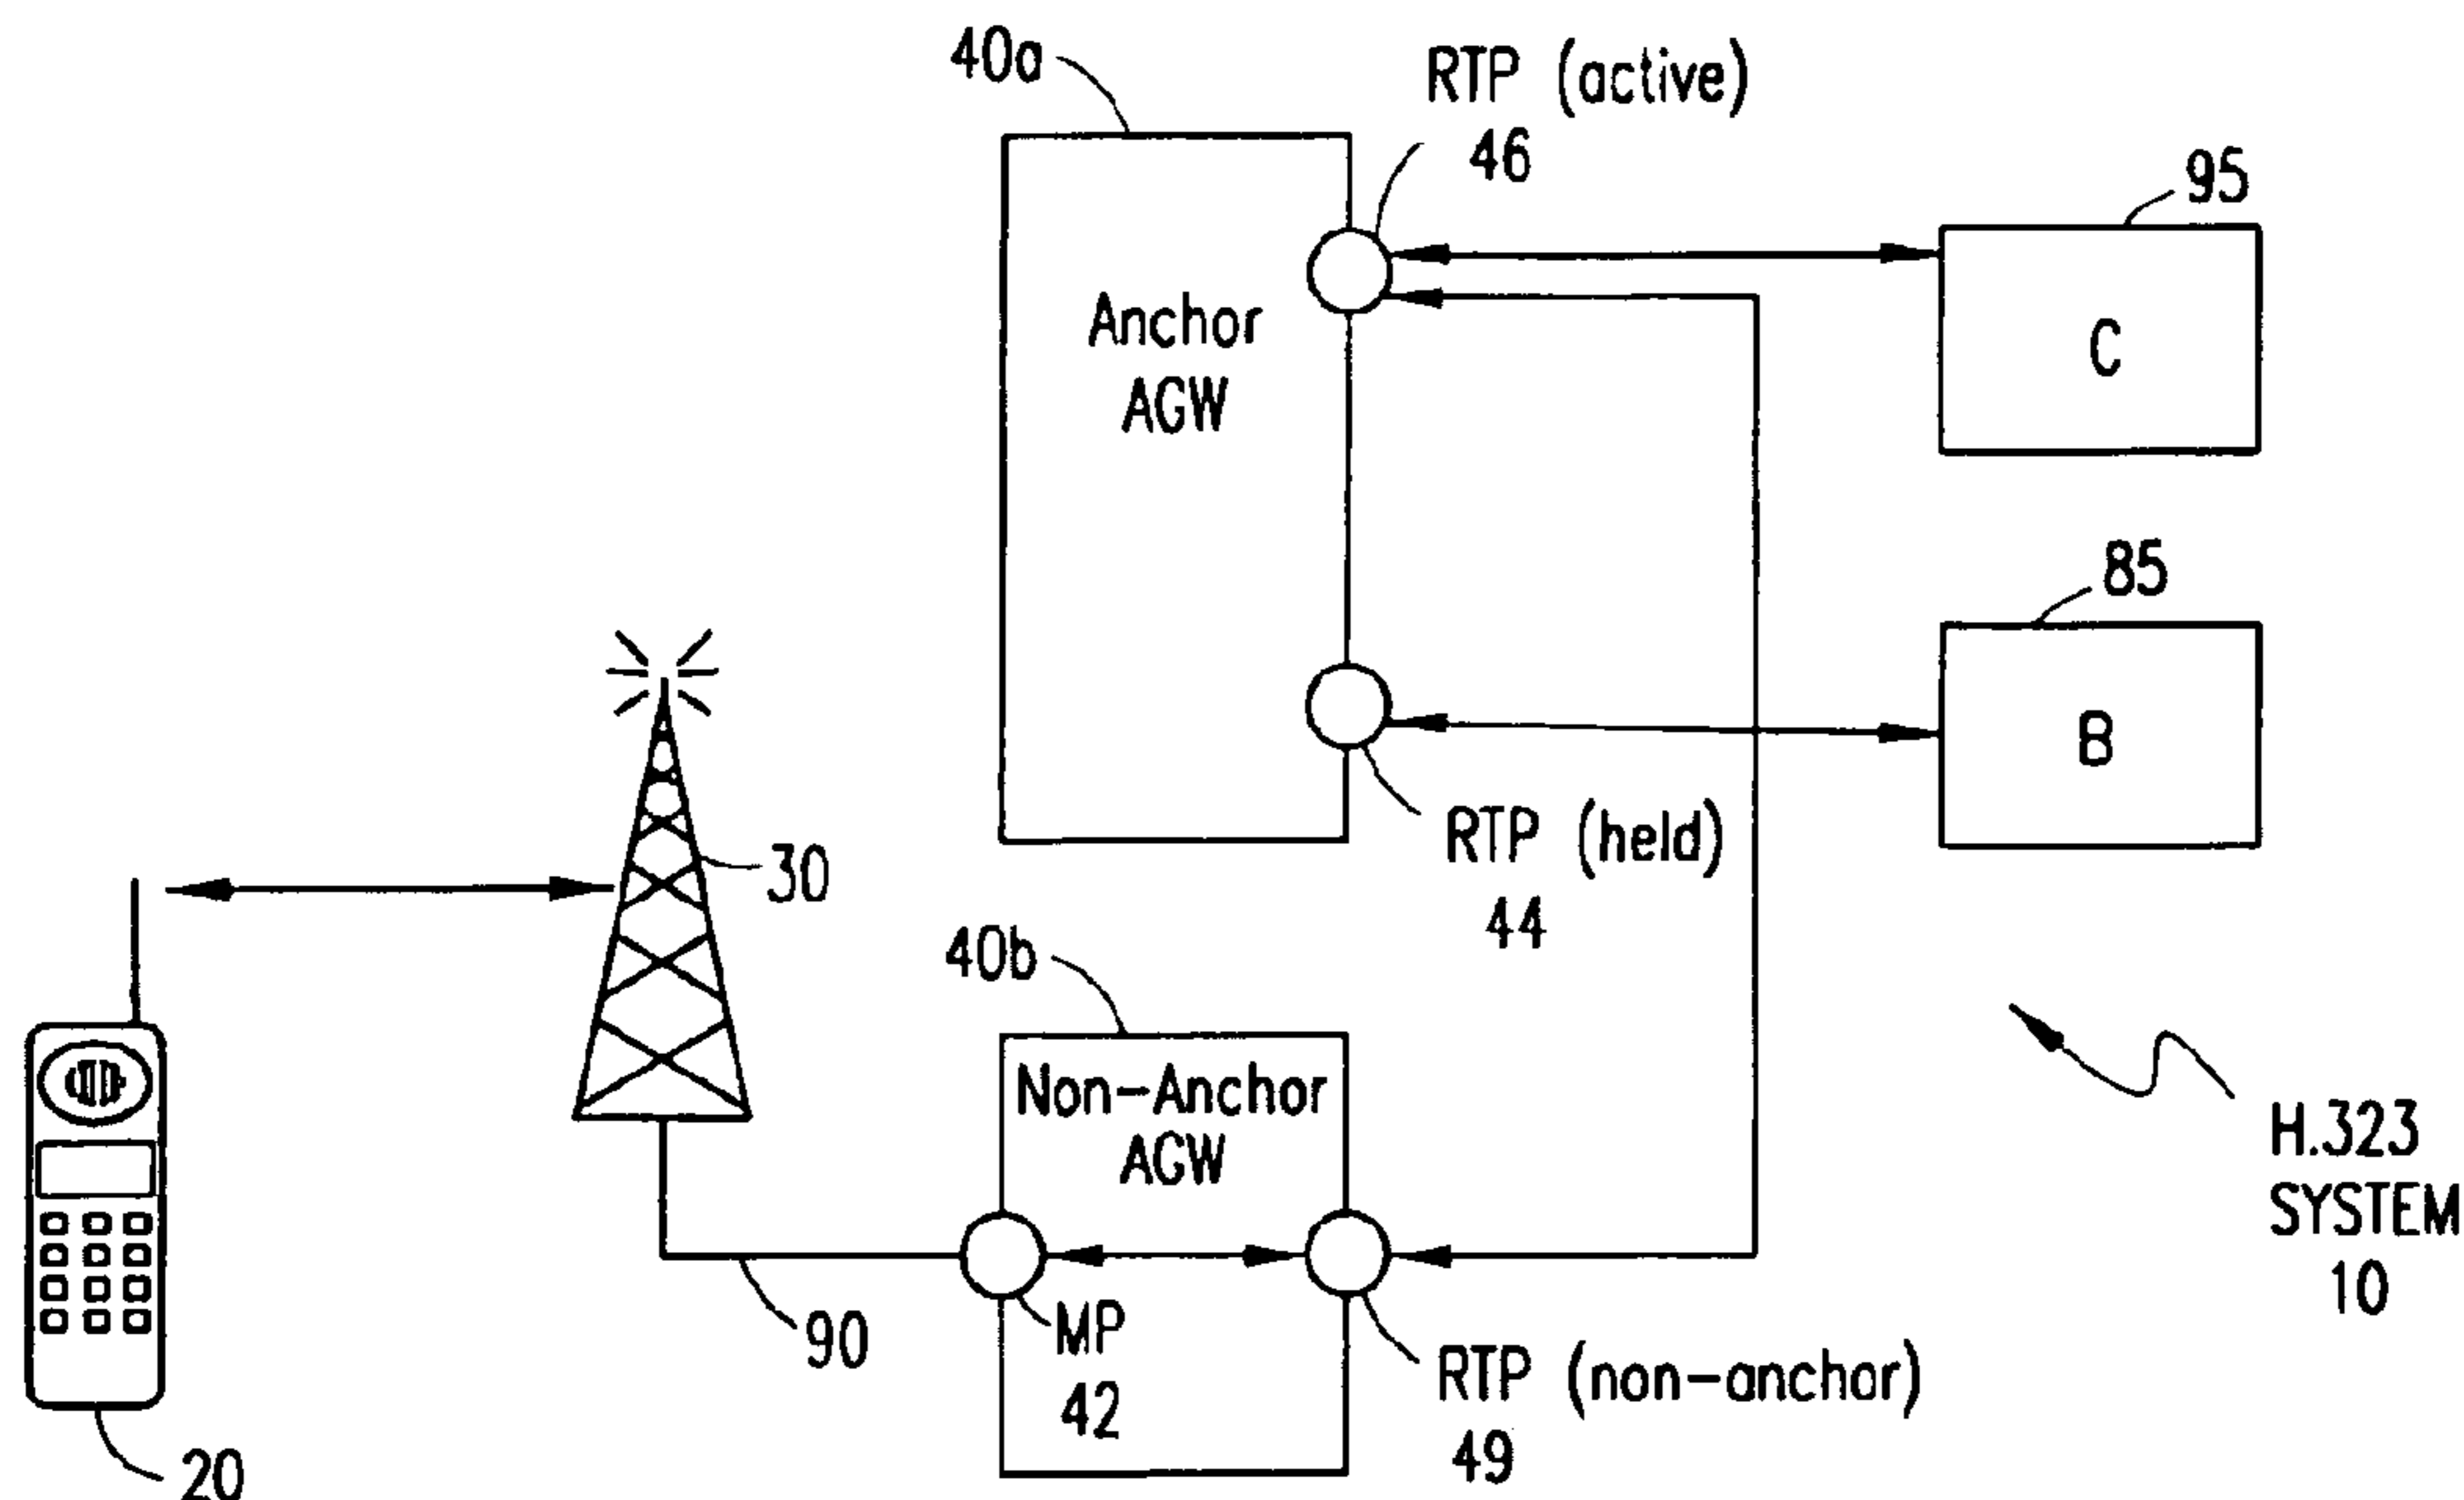 40a
RTP (active)
46
95
Anchor
AGW
C
85
B
RTP (held)
44
30
40b
Non-Anchor
AGW
H.323
SYSTEM
10
MP
42
90
RTP (non-anchor)
49
20